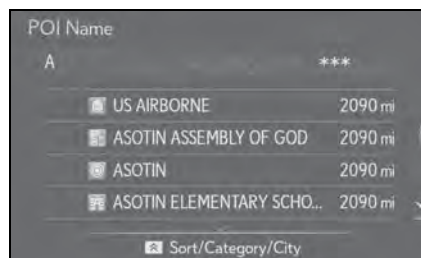 POI Name
A ***
US AIRBORNE 2090 mi
ASOTIN ASSEMBLY OF GOD 2090 mi
ASOTIN 2090 mi
ASOTIN ELEMENTARY SCHO... 2090 mi
Sort/Category/City